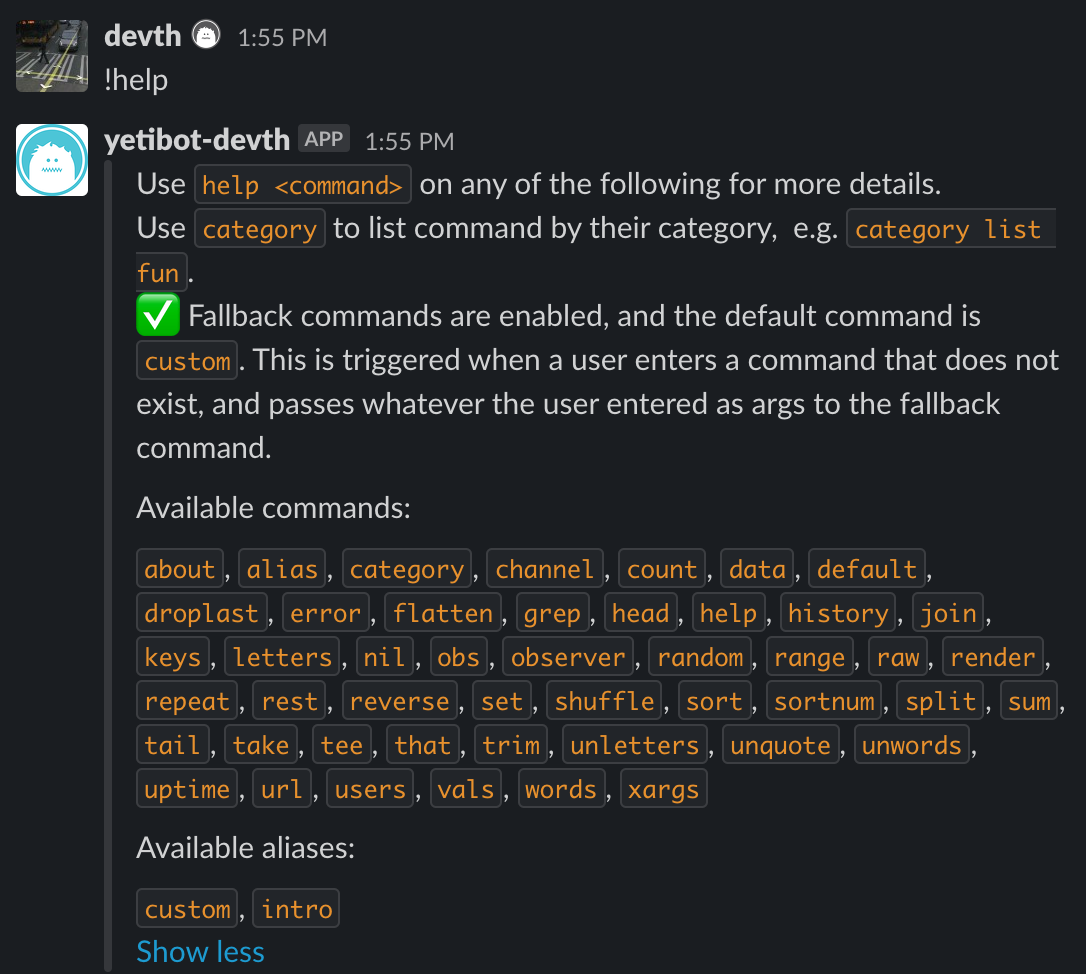 devth 1:55 PM
!help
yetibot-devth APP 1:55 PM
Use help <command> on any of the following for more details.
Use category to list command by their category,  e.g. category list
fun.
✅ Fallback commands are enabled, and the default command is
custom. This is triggered when a user enters a command that does not
exist, and passes whatever the user entered as args to the fallback
command.
Available commands:
about, alias, category, channel, count, data, default,
droplast, error, flatten, grep, head, help, history, join,
keys, letters, nil, obs, observer, random, range, raw, render,
repeat, rest, reverse, set, shuffle, sort, sortnum, split, sum,
tail, take, tee, that, trim, unletters, unquote, unwords,
uptime, url, users, vals, words, xargs
Available aliases:
custom, intro
Show less